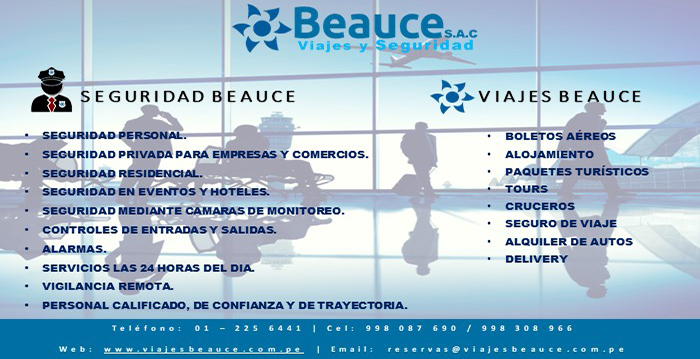 Beauce S.A.C
Viajes y Seguridad
SEGURIDAD BEAUCE
• SEGURIDAD PERSONAL.
• SEGURIDAD PRIVADA PARA EMPRESAS Y COMERCIOS.
• SEGURIDAD RESIDENCIAL.
• SEGURIDAD EN EVENTOS Y HOTELES.
• SEGURIDAD MEDIANTE CAMARAS DE MONITOREO.
• CONTROLES DE ENTRADAS Y SALIDAS.
• ALARMAS.
• SERVICIOS LAS 24 HORAS DEL DIA.
• VIGILANCIA REMOTA.
• PERSONAL CALIFICADO, DE CONFIANZA Y DE TRAYECTORIA.
VIAJES BEAUCE
• BOLETOS AÉREOS
• ALOJAMIENTO
• PAQUETES TURÍSTICOS
• TOURS
• CRUCEROS
• SEGURO DE VIAJE
• ALQUILER DE AUTOS
• DELIVERY
Teléfono: 01 – 225 6441 | Cel: 998 087 690 / 998 308 966
Web: www.viajesbeauce.com.pe | Email: reservas@viajesbeauce.com.pe